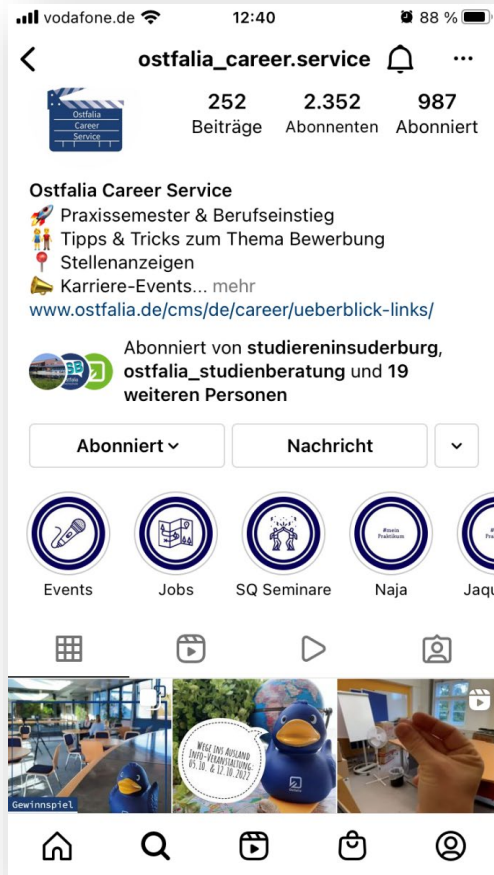 vodafone.de 12:40 88 %
ostfalia_career.service
Ostfalia
Career
Service
252 2.352 987
Beiträge Abonnenten Abonniert
Ostfalia Career Service
🚀 Praxissemester & Berufseinstieg
👫 Tipps & Tricks zum Thema Bewerbung
📍 Stellenanzeigen
📣 Karriere-Events... mehr
www.ostfalia.de/cms/de/career/ueberblick-links/
Abonniert von studiereninsuderburg,
ostfalia_studienberatung und 19
weiteren Personen
Abonniert Nachricht
#mein
Praktikum
Events Jobs SQ Seminare Naja Jaqu
WEGE INS AUSLAND
INFO-VERANSTALTUNG:
05.10. & 12.10.2022
Gewinnspiel